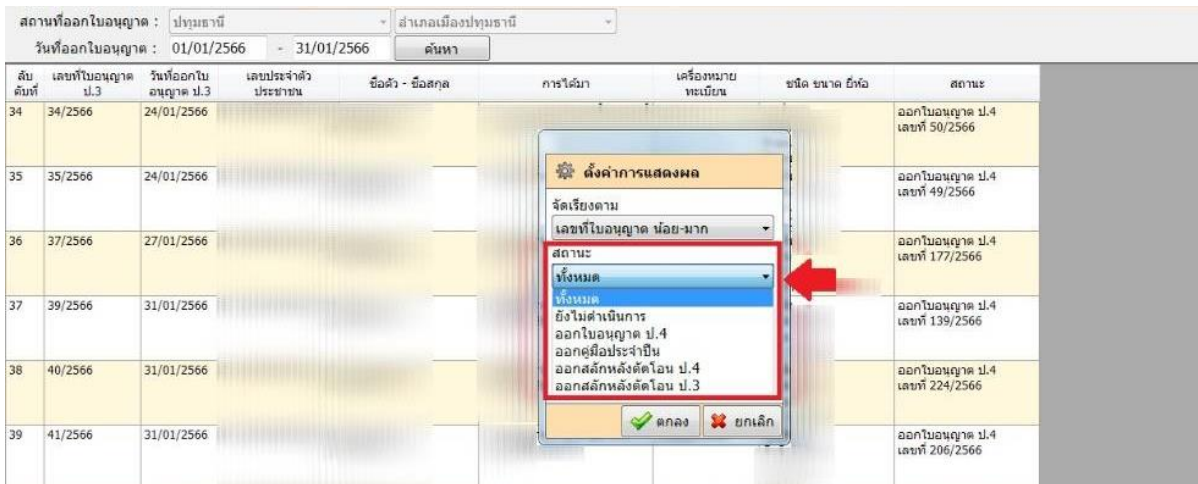 สถานที่ออกใบอนุญาต : ปทุมธานี อำเภอเมืองปทุมธานี
วันที่ออกใบอนุญาต : 01/01/2566 - 31/01/2566 ค้นหา
ลับดับที่ เลขที่ใบอนุญาต ป.3 วันที่ออกใบอนุญาต ป.3 เลขประจำตัวประชาชน ชื่อตัว - ชื่อสกุล การได้มา เครื่องหมายทะเบียน ชนิด ขนาด ยี่ห้อ สถานะ
34 34/2566 24/01/2566 ออกใบอนุญาต ป.4
เลขที่ 50/2566
35 35/2566 24/01/2566 ออกใบอนุญาต ป.4
เลขที่ 49/2566
36 37/2566 27/01/2566 ออกใบอนุญาต ป.4
เลขที่ 177/2566
37 39/2566 31/01/2566 ออกใบอนุญาต ป.4
เลขที่ 139/2566
38 40/2566 31/01/2566 ออกใบอนุญาต ป.4
เลขที่ 224/2566
39 41/2566 31/01/2566 ออกใบอนุญาต ป.4
เลขที่ 206/2566
ตั้งค่าการแสดงผล
จัดเรียงตาม
เลขที่ใบอนุญาต น้อย-มาก
สถานะ
ทั้งหมด
ทั้งหมด
ยังไม่ดำเนินการ
ออกใบอนุญาต ป.4
ออกคู่มือประจำปืน
ออกสลักหลังตัดโอน ป.4
ออกสลักหลังตัดโอน ป.3
ตกลง ยกเลิก